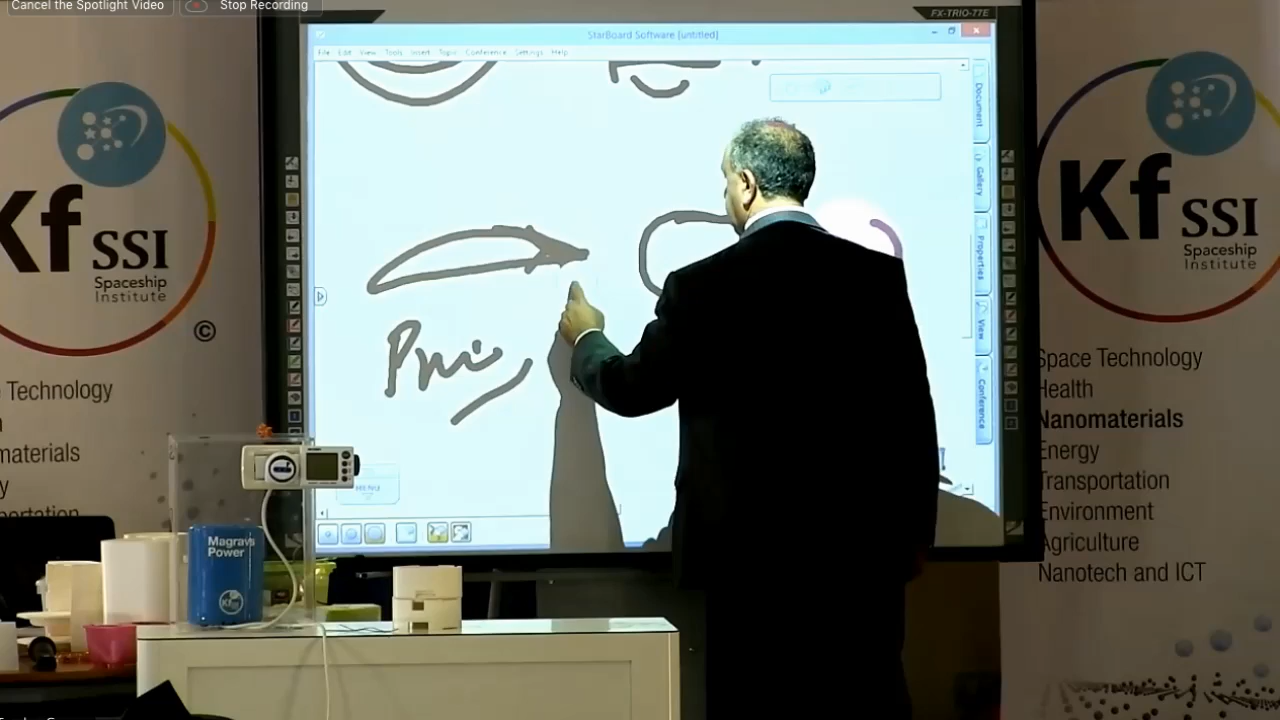 Cancel the Spotlight Video
Stop Recording
FX-TRIO-77E
StarBoard Software [untitled]
File Edit View Tools Insert Topic Conference Settings Help
Document
Gallery
Properties
View
Conference
Kf SSI
Spaceship
Institute
©
Technology
materials
Kf SSI
Spaceship
Institute
Space Technology
Health
Nanomaterials
Energy
Transportation
Environment
Agriculture
Nanotech and ICT
MENU
Magravs
Power